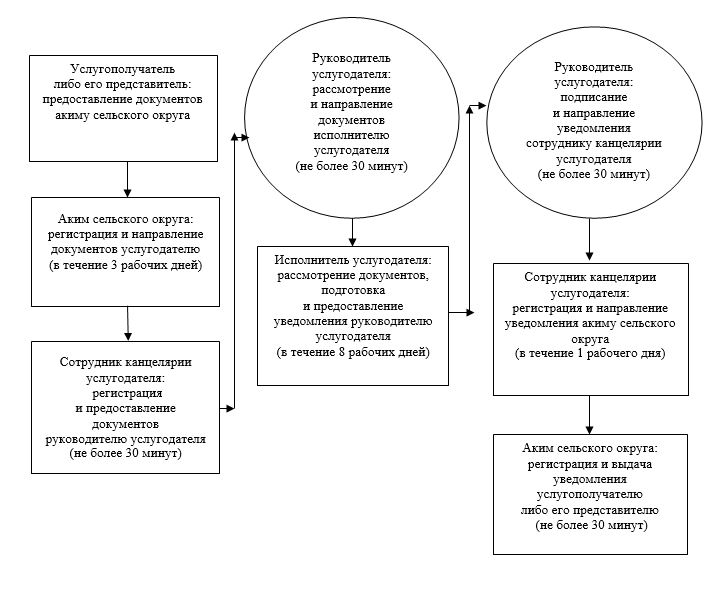 Услугополучатель
либо его представитель:
предоставление документов
акиму сельского округа
Аким сельского округа:
регистрация и направление
документов услугодателю
(в течение 3 рабочих дней)
Сотрудник канцелярии
услугодателя:
регистрация
и предоставление
документов
руководителю услугодателя
(не более 30 минут)
Руководитель
услугодателя:
рассмотрение
и направление
документов
исполнителю
услугодателя
(не более 30 минут)
Исполнитель услугодателя:
рассмотрение документов,
подготовка
и предоставление
уведомления руководителю
услугодателя
(в течение 8 рабочих дней)
Руководитель
услугодателя:
подписание
и направление
уведомления
сотруднику канцелярии
услугодателя
(не более 30 минут)
Сотрудник канцелярии
услугодателя:
регистрация и направление
уведомления акиму сельского
округа
(в течение 1 рабочего дня)
Аким сельского округа:
регистрация и выдача
уведомления
услугополучателю
либо его представителю
(не более 30 минут)